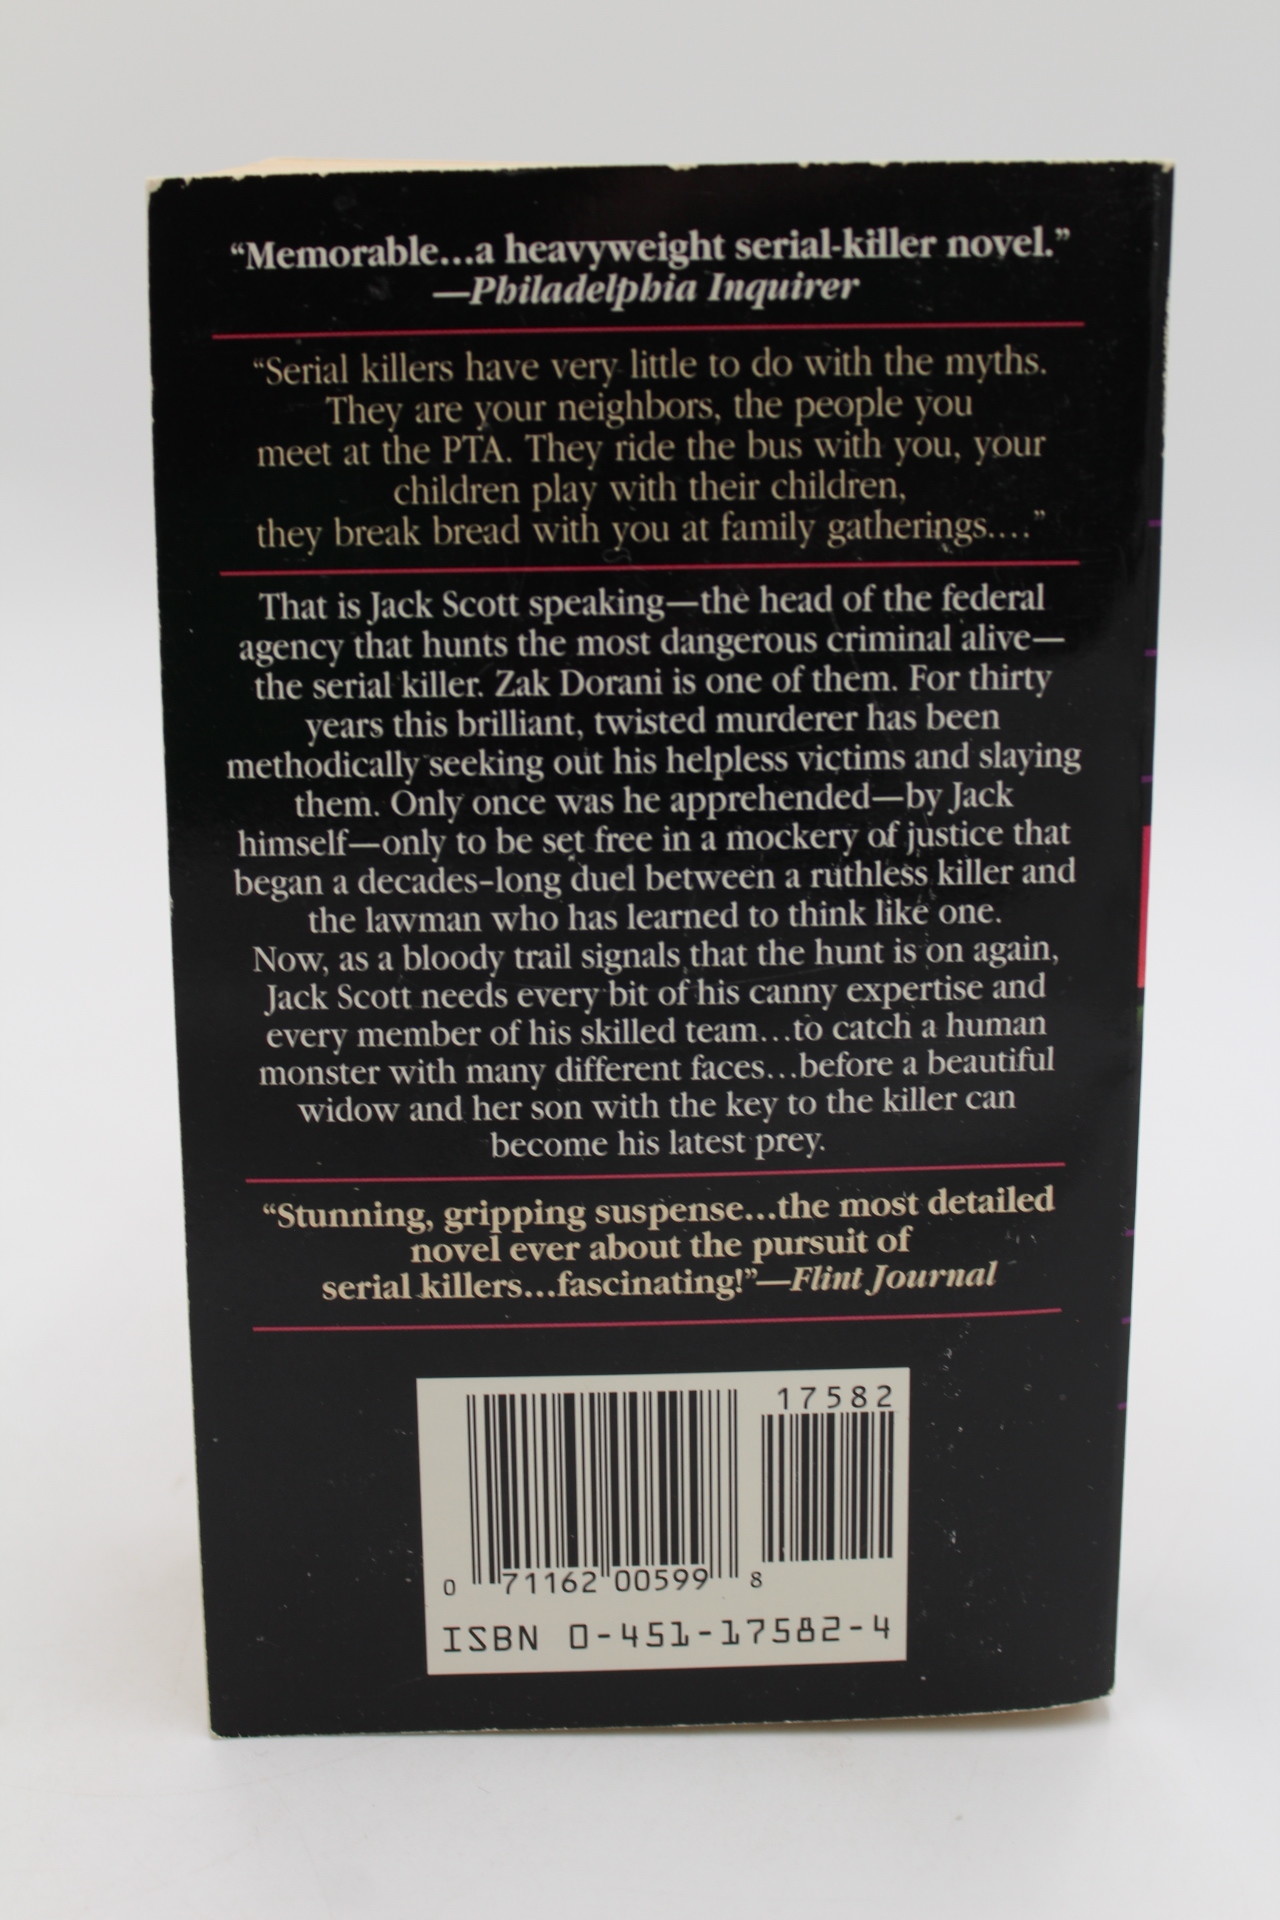 “Memorable...a heavyweight serial-killer novel.”
—Philadelphia Inquirer
“Serial killers have very little to do with the myths.
They are your neighbors, the people you
meet at the PTA. They ride the bus with you, your
children play with their children,
they break bread with you at family gatherings....”
That is Jack Scott speaking—the head of the federal
agency that hunts the most dangerous criminal alive—
the serial killer. Zak Dorani is one of them. For thirty
years this brilliant, twisted murderer has been
methodically seeking out his helpless victims and slaying
them. Only once was he apprehended—by Jack
himself—only to be set free in a mockery of justice that
began a decades-long duel between a ruthless killer and
the lawman who has learned to think like one.
Now, as a bloody trail signals that the hunt is on again,
Jack Scott needs every bit of his canny expertise and
every member of his skilled team...to catch a human
monster with many different faces...before a beautiful
widow and her son with the key to the killer can
become his latest prey.
“Stunning, gripping suspense...the most detailed
novel ever about the pursuit of
serial killers...fascinating!”—Flint Journal
17582
0 71162 00599 8
ISBN 0-451-17582-4